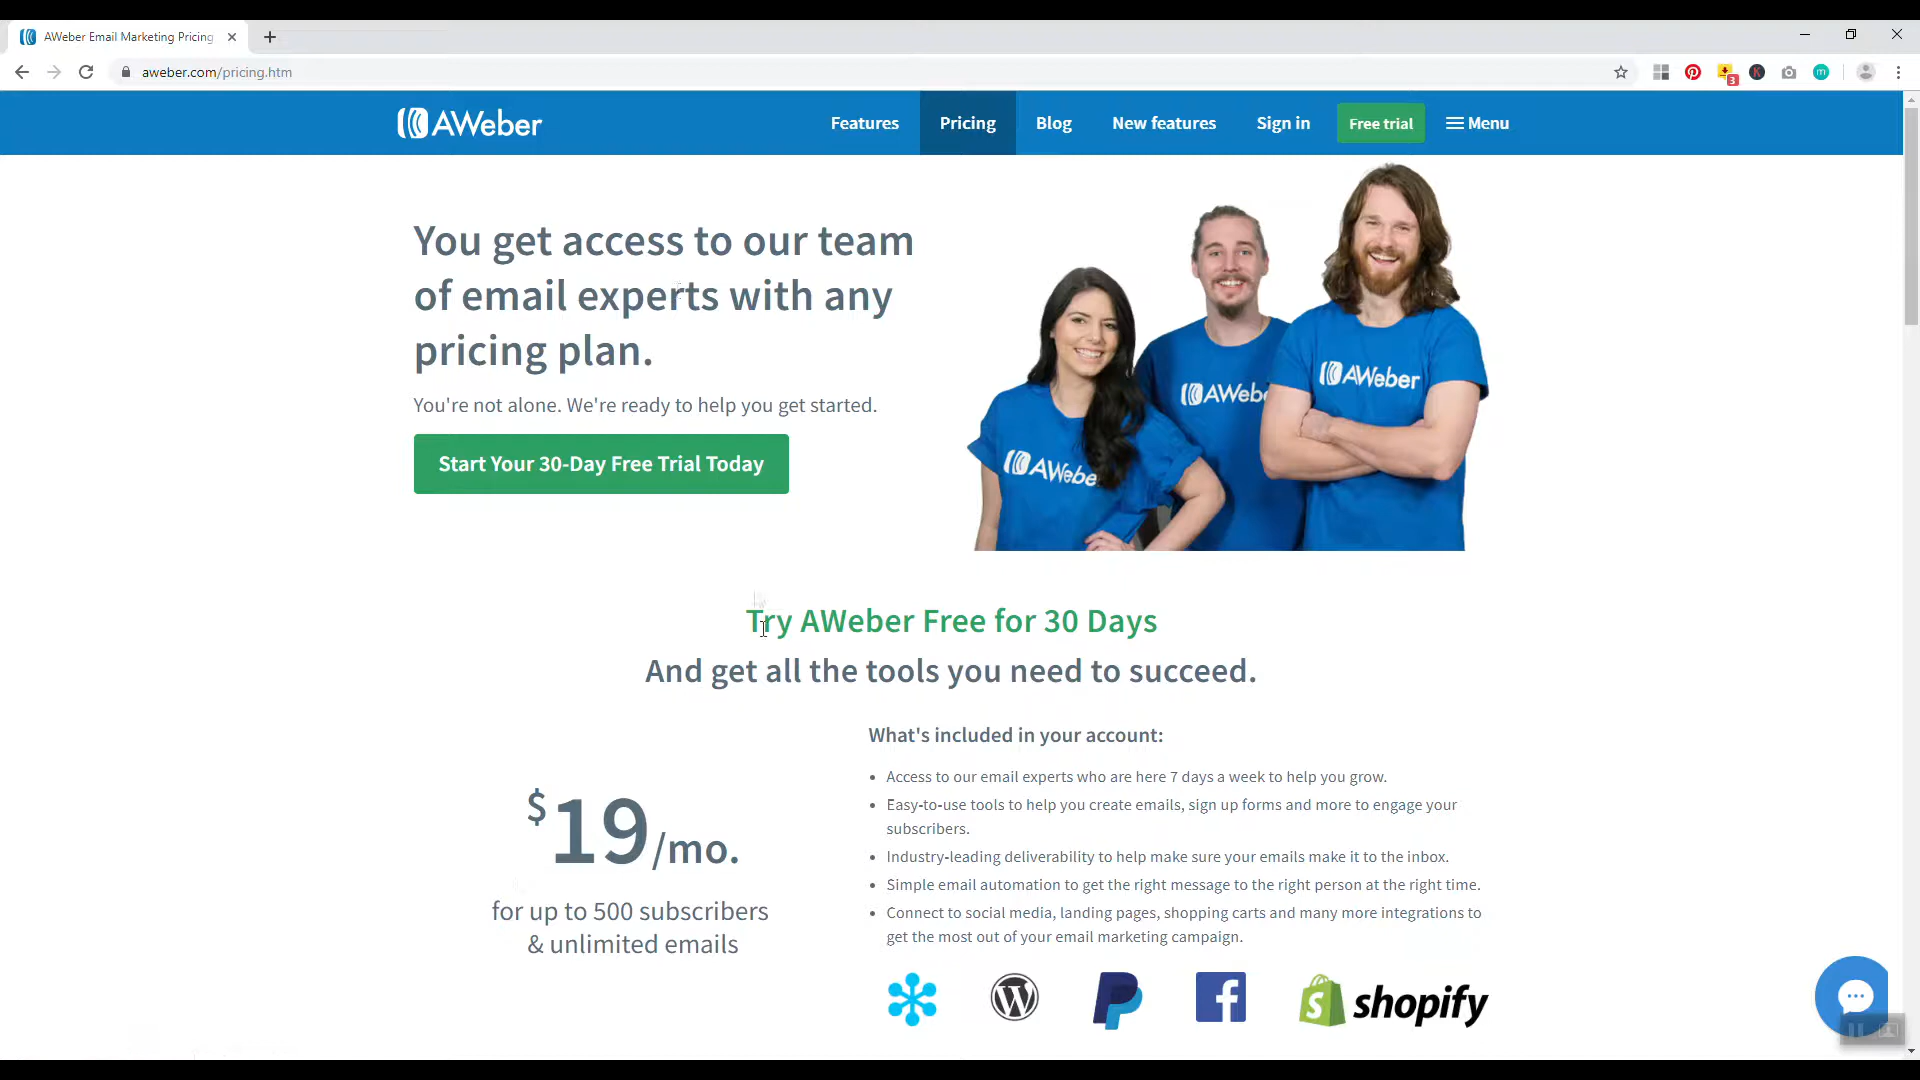 AWeber Email Marketing Pricing
aweber.com/pricing.htm
3
K
m
AWeber
Features
Pricing
Blog
New features
Sign in
Free trial
Menu
You get access to our team
of email experts with any
pricing plan.
You're not alone. We're ready to help you get started.
Start Your 30-Day Free Trial Today
AWeber
AWebe
AWebe
Try AWeber Free for 30 Days
And get all the tools you need to succeed.
$19/mo.
for up to 500 subscribers
& unlimited emails
What's included in your account:
• Access to our email experts who are here 7 days a week to help you grow.
• Easy-to-use tools to help you create emails, sign up forms and more to engage your
subscribers.
• Industry-leading deliverability to help make sure your emails make it to the inbox.
• Simple email automation to get the right message to the right person at the right time.
• Connect to social media, landing pages, shopping carts and many more integrations to
get the most out of your email marketing campaign.
shopify